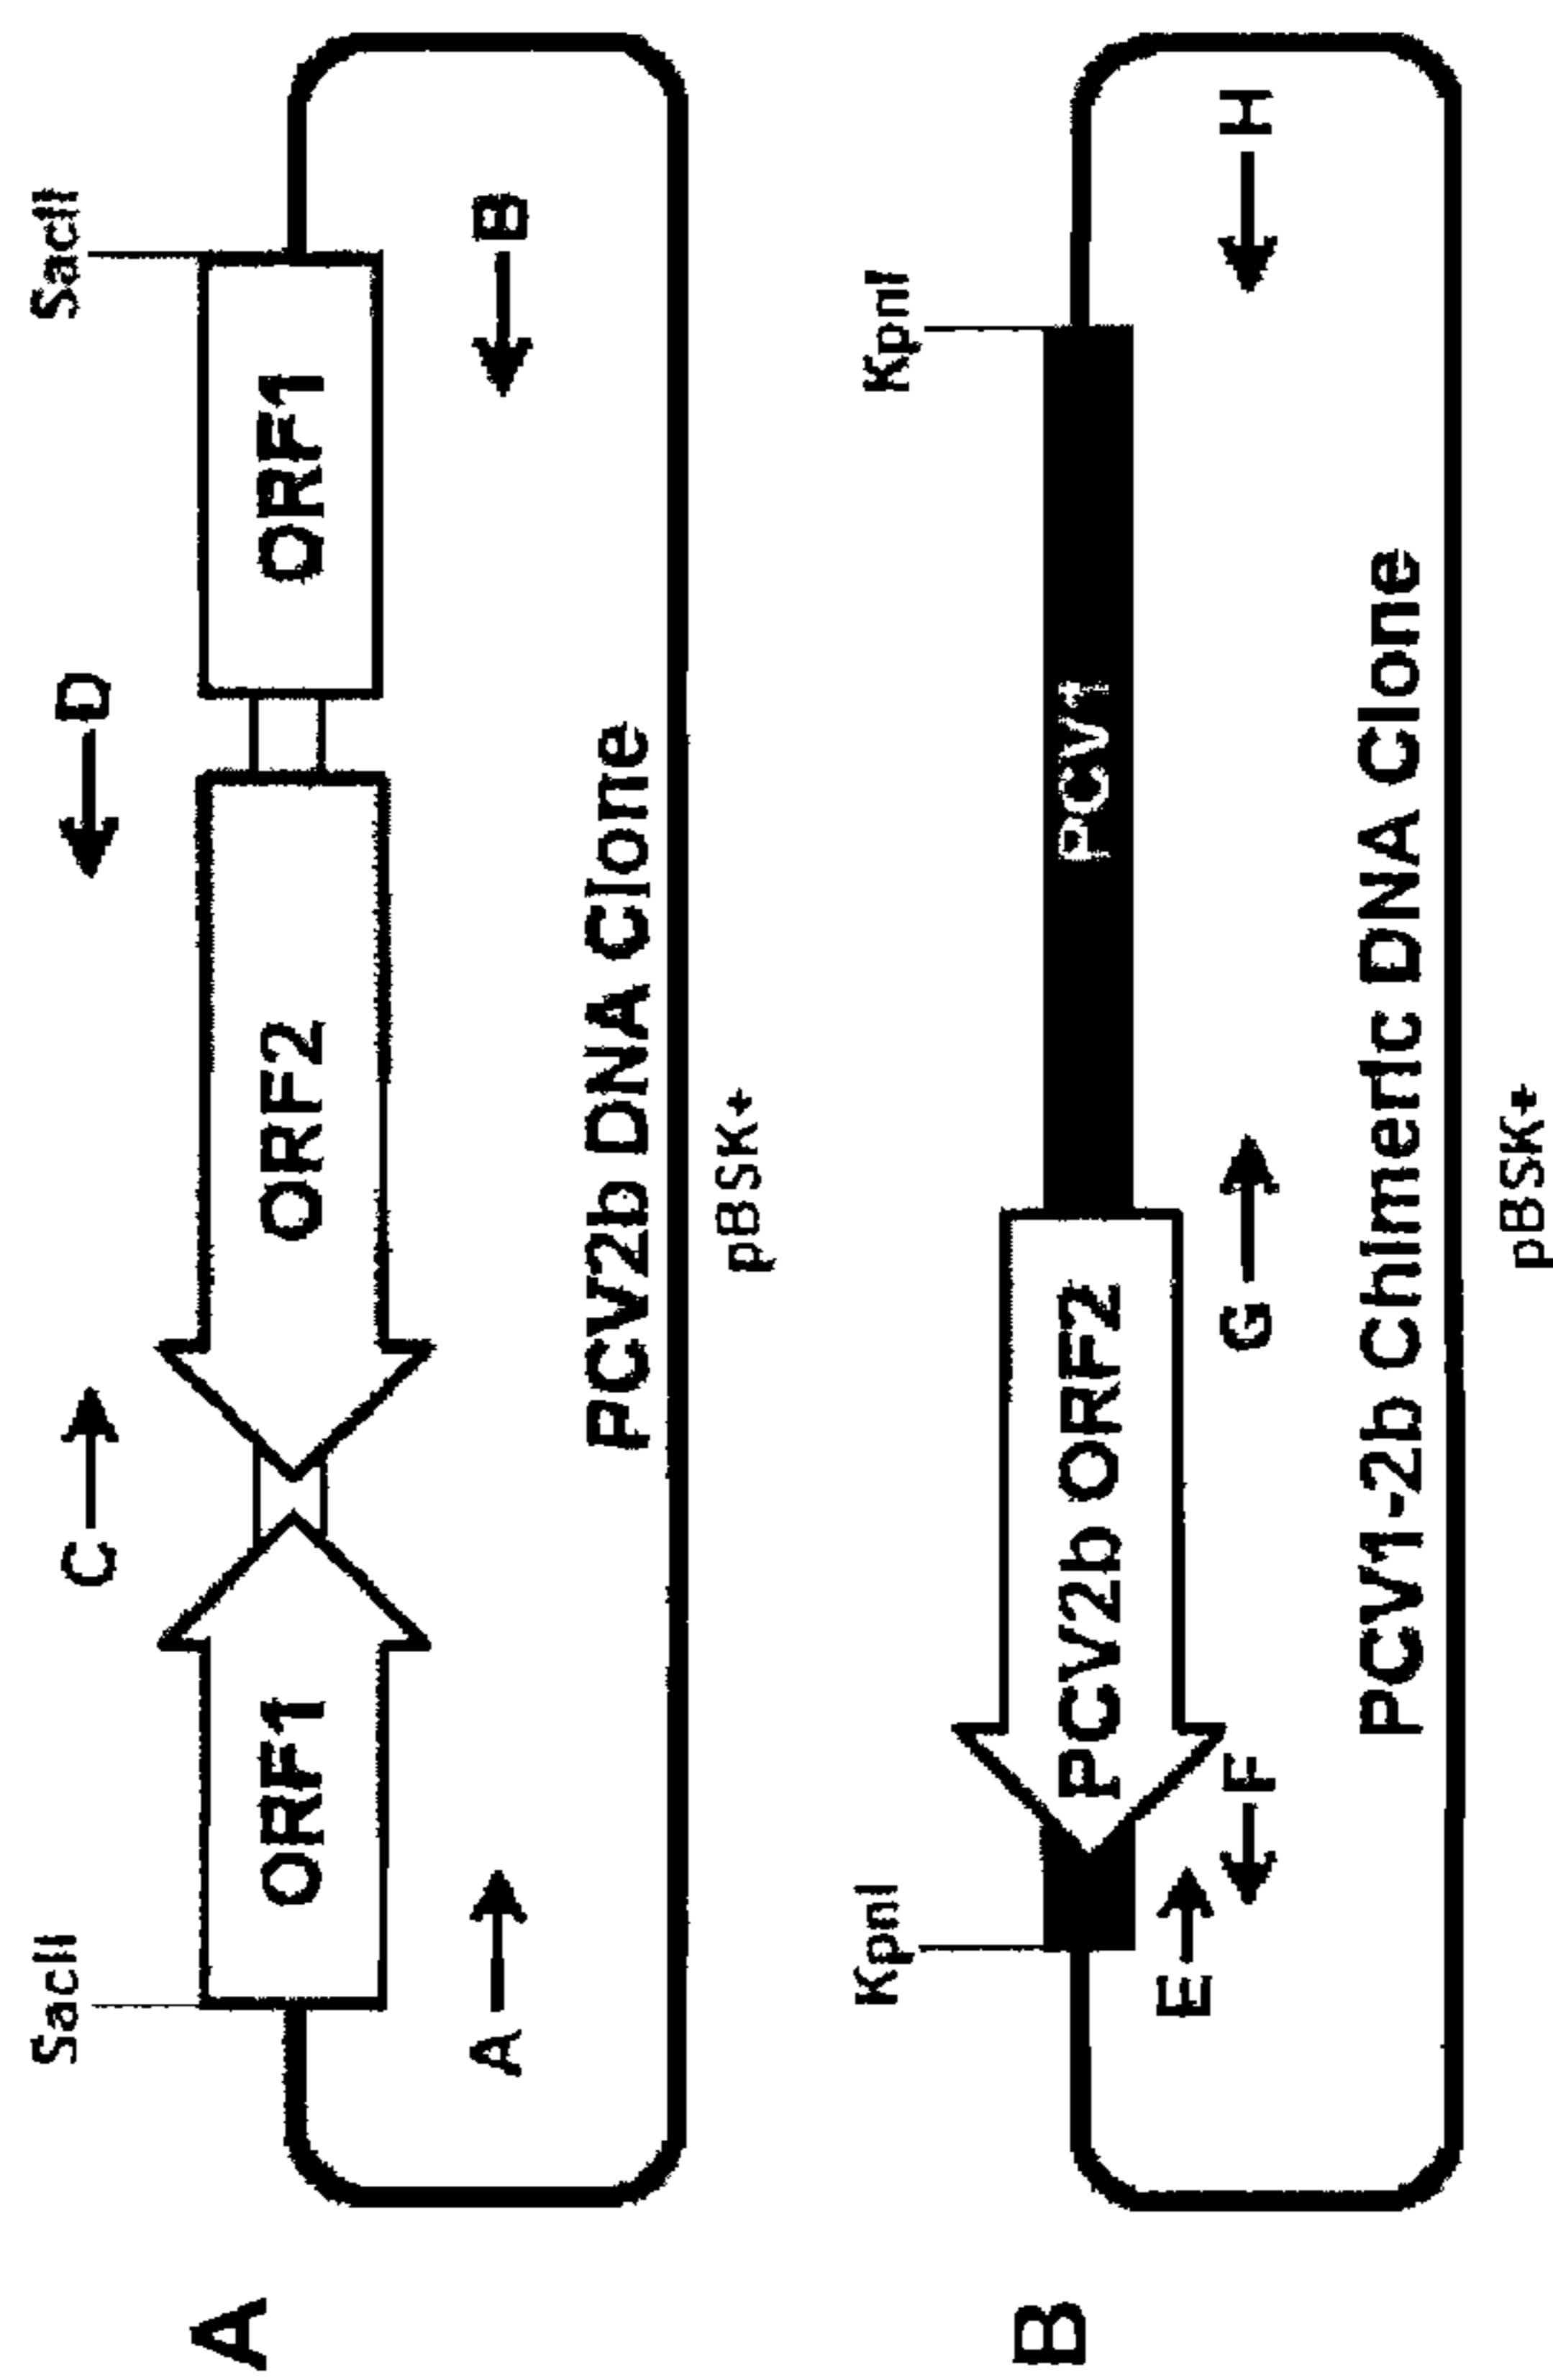 A
SacII
C
D
SacII
ORF1
ORF2
ORF1
A
B
PCV2b DNA Clone
pBSK+
B
KpnI
KpnI
PCV2b ORF2
PCV1
E
F
G
H
PCV1-2b Chimeric DNA Clone
pBSK+